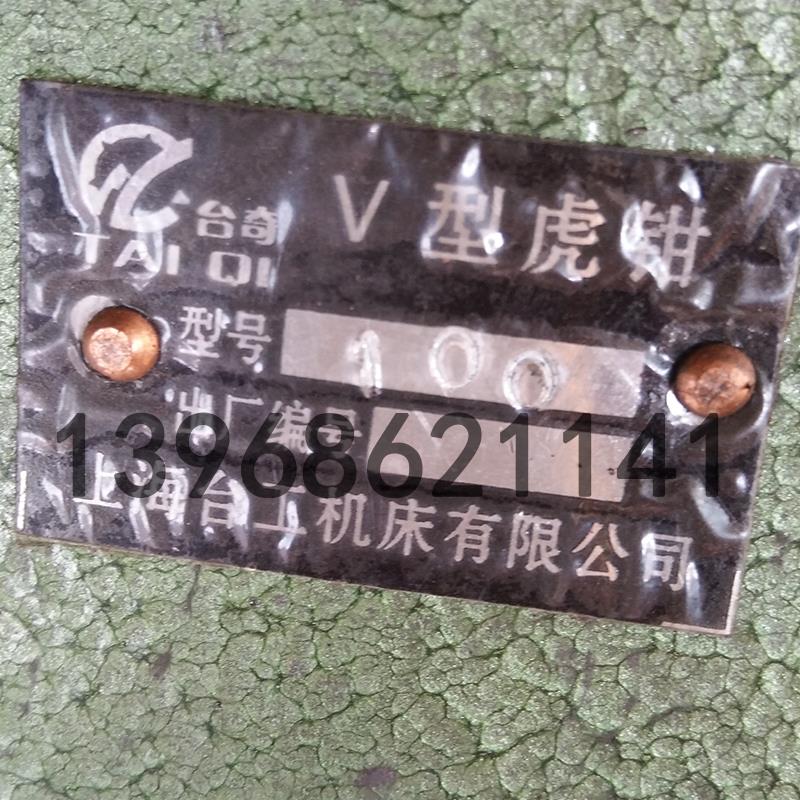 台奇
TAI QI
V 型虎钳
型号 100
出厂编号
13968621141
上海台工机床有限公司